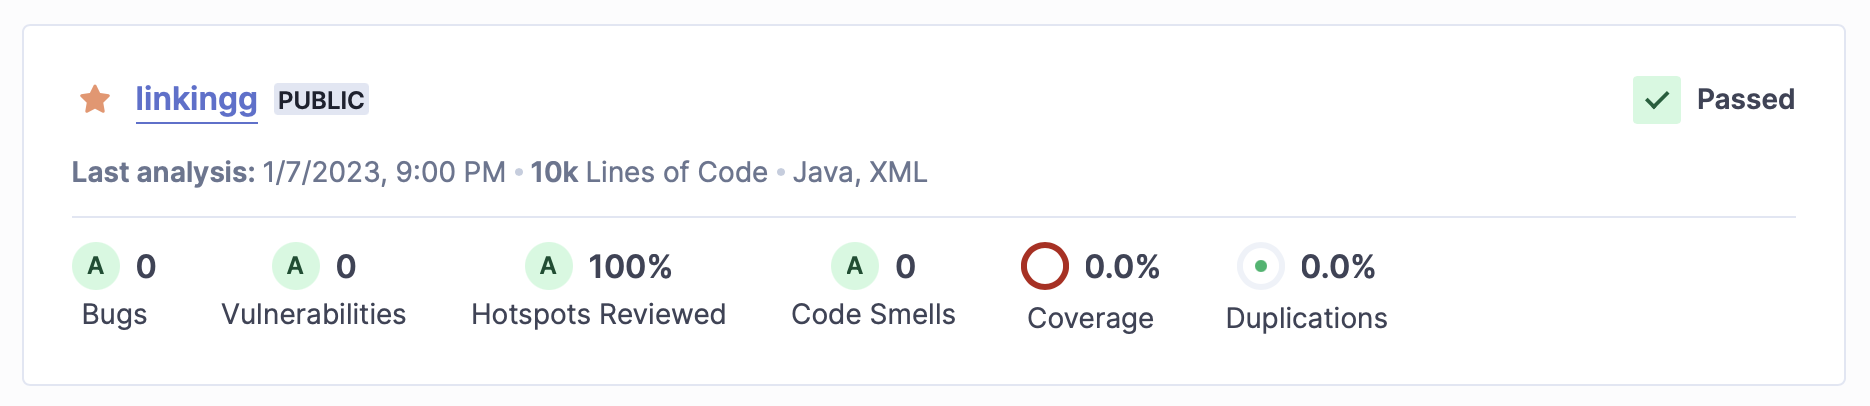 linkingg PUBLIC Passed
Last analysis: 1/7/2023, 9:00 PM • 10k Lines of Code • Java, XML
A 0 A 0 A 100% A 0 0.0% 0.0%
Bugs Vulnerabilities Hotspots Reviewed Code Smells Coverage Duplications